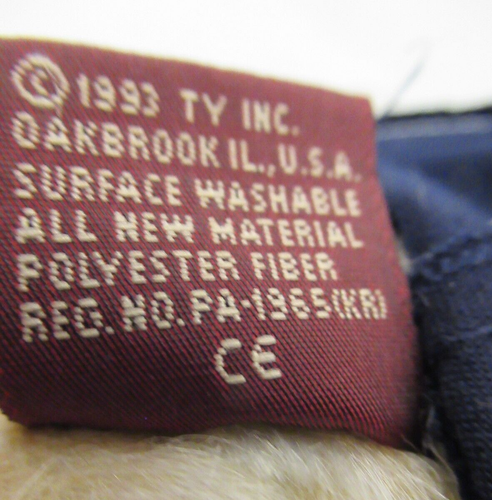 ©1993 TY INC.
OAKBROOK IL., U.S.A.
SURFACE WASHABLE
ALL NEW MATERIAL
POLYESTER FIBER
REG. NO. PA-1965(KR)
CE